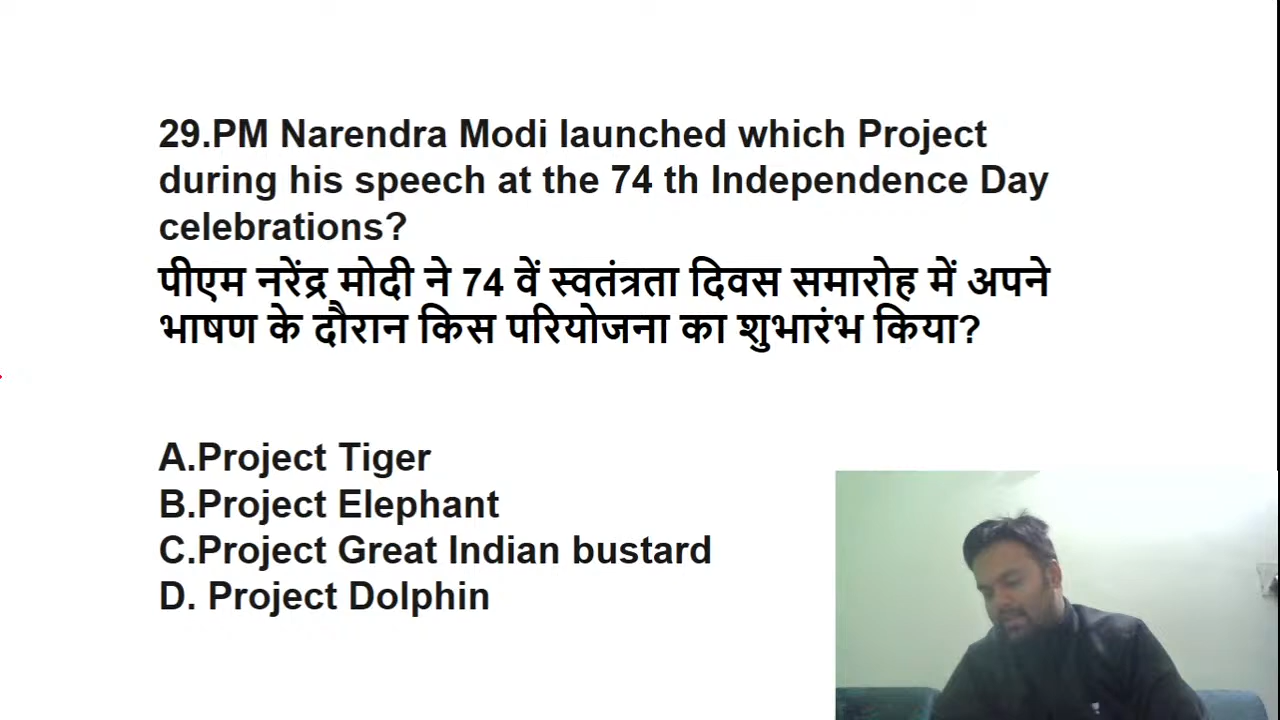 29.PM Narendra Modi launched which Project
during his speech at the 74 th Independence Day
celebrations?
पीएम नरेंद्र मोदी ने 74 वें स्वतंत्रता दिवस समारोह में अपने
भाषण के दौरान किस परियोजना का शुभारंभ किया?
A.Project Tiger
B.Project Elephant
C.Project Great Indian bustard
D. Project Dolphin